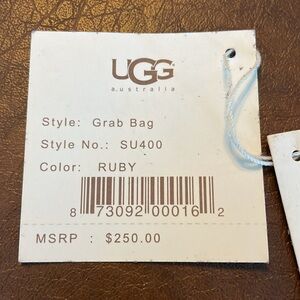 UGG
australia
Style: Grab Bag
Style No.: SU400
Color: RUBY
8 73092 00016 2
MSRP : $250.00